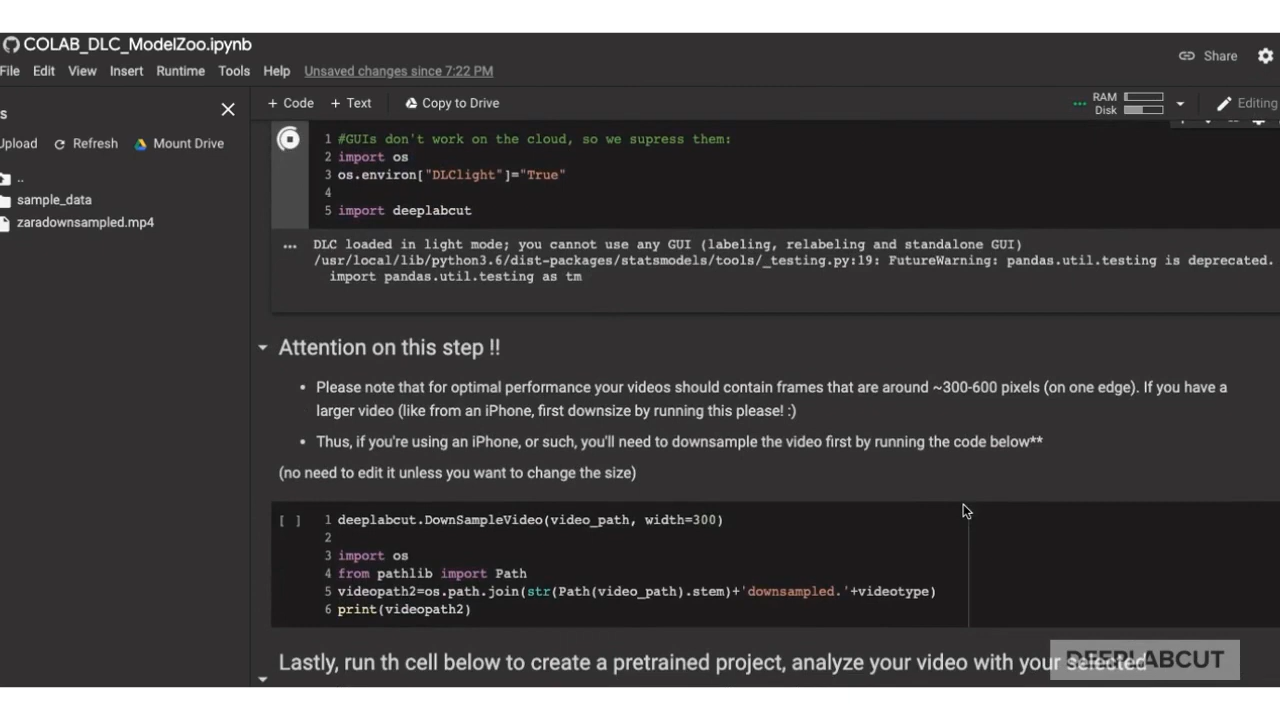 COLAB_DLC_ModelZoo.ipynb
Share
File Edit View Insert Runtime Tools Help Unsaved changes since 7:22 PM
s
+ Code + Text Copy to Drive
RAM
Disk
Editing
Upload Refresh Mount Drive
..
sample_data
zaradownsampled.mp4
1 #GUIs don't work on the cloud, so we supress them:
2 import os
3 os.environ["DLClight"]="True"
4
5 import deeplabcut
... DLC loaded in light mode; you cannot use any GUI (labeling, relabeling and standalone GUI)
/usr/local/lib/python3.6/dist-packages/statsmodels/tools/_testing.py:19: FutureWarning: pandas.util.testing is deprecated.
import pandas.util.testing as tm
Attention on this step !!
• Please note that for optimal performance your videos should contain frames that are around ~300-600 pixels (on one edge). If you have a
larger video (like from an iPhone, first downsize by running this please! :)
• Thus, if you're using an iPhone, or such, you'll need to downsample the video first by running the code below**
(no need to edit it unless you want to change the size)
[ ] 1 deeplabcut.DownSampleVideo(video_path, width=300)
2
3 import os
4 from pathlib import Path
5 videopath2=os.path.join(str(Path(video_path).stem)+'downsampled.'+videotype)
6 print(videopath2)
Lastly, run th cell below to create a pretrained project, analyze your video with your selected
DEEPLABCUT